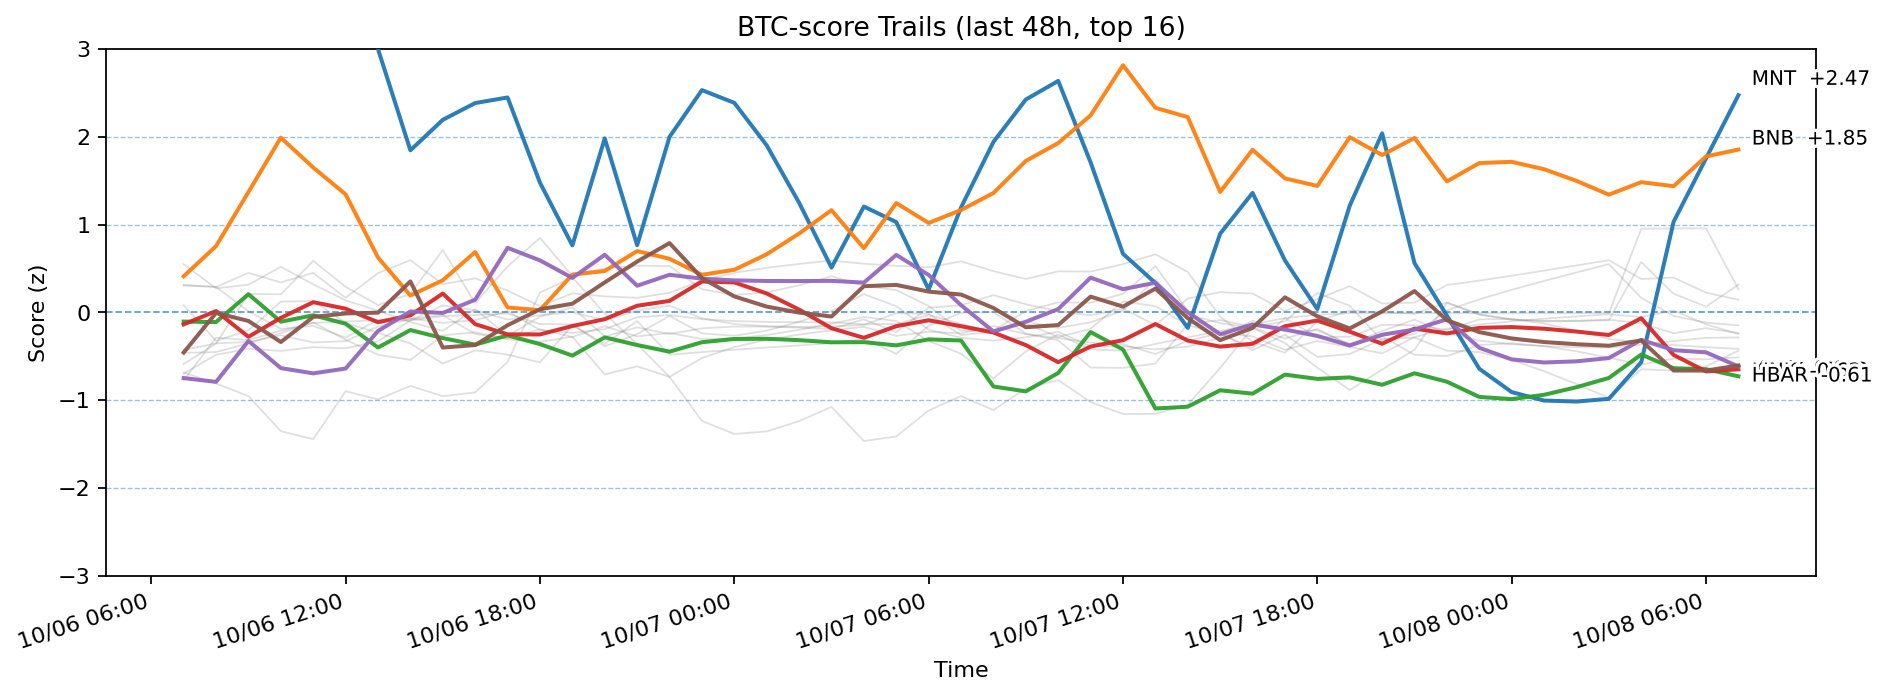 BTC-score Trails (last 48h, top 16)
Score (z)
3
2
1
0
−1
−2
−3
MNT +2.47
BNB +1.85
HBAR -0.61
10/06 06:00
10/06 12:00
10/06 18:00
10/07 00:00
10/07 06:00
10/07 12:00
10/07 18:00
10/08 00:00
10/08 06:00
Time